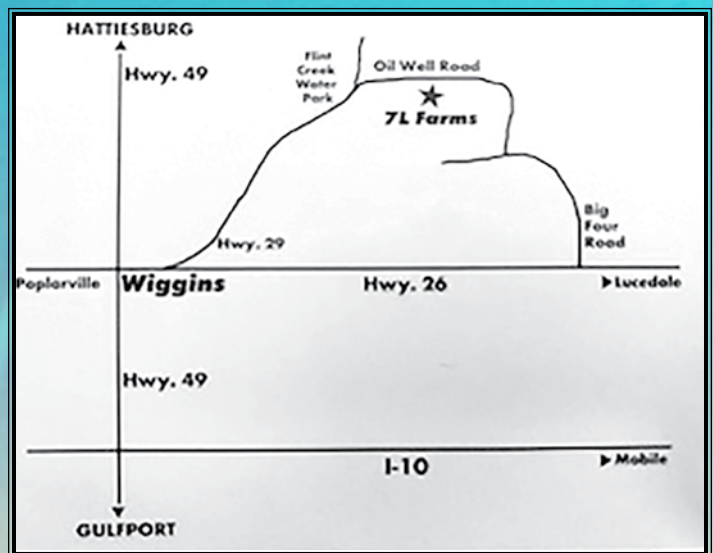 HATTIESBURG
Hwy. 49
Flint
Creek
Water
Park
Oil Well Road
7L Farms
Big
Four
Road
Hwy. 29
Poplarville
Wiggins
Hwy. 26
Lucedale
Hwy. 49
I-10
Mobile
GULFPORT